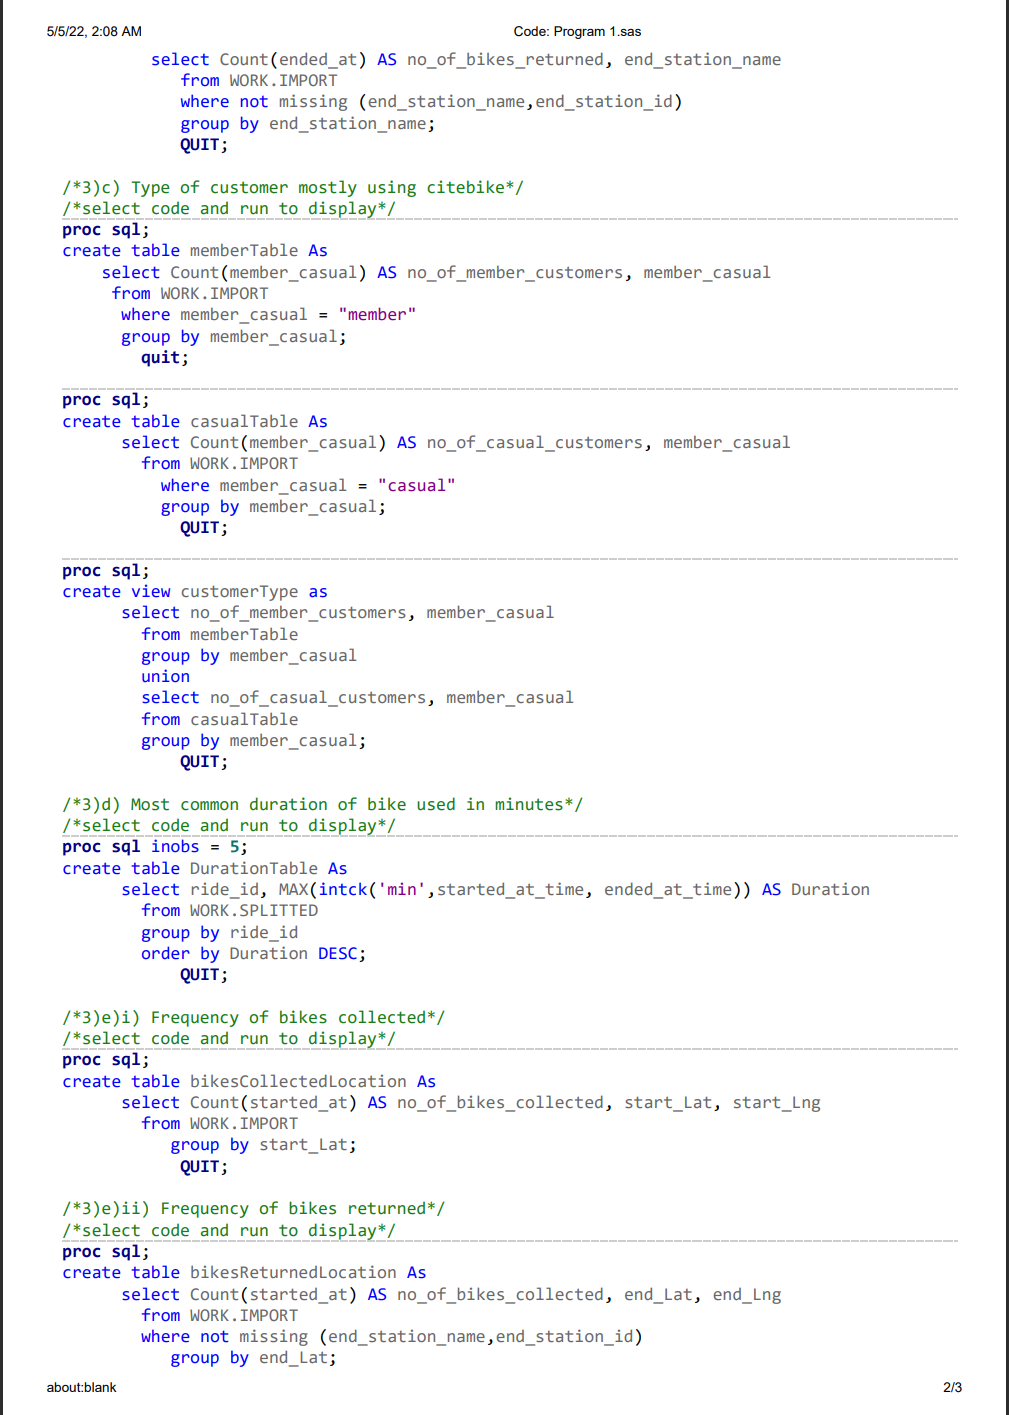 5/5/22, 2:08 AM Code: Program 1.sas
select Count(ended_at) AS no_of_bikes_returned, end_station_name
from WORK.IMPORT
where not missing (end_station_name,end_station_id)
group by end_station_name;
QUIT;
/*3)c) Type of customer mostly using citebike*/
/*select code and run to display*/
proc sql;
create table memberTable As
select Count(member_casual) AS no_of_member_customers, member_casual
from WORK.IMPORT
where member_casual = "member"
group by member_casual;
quit;
proc sql;
create table casualTable As
select Count(member_casual) AS no_of_casual_customers, member_casual
from WORK.IMPORT
where member_casual = "casual"
group by member_casual;
QUIT;
proc sql;
create view customerType as
select no_of_member_customers, member_casual
from memberTable
group by member_casual
union
select no_of_casual_customers, member_casual
from casualTable
group by member_casual;
QUIT;
/*3)d) Most common duration of bike used in minutes*/
/*select code and run to display*/
proc sql inobs = 5;
create table DurationTable As
select ride_id, MAX(intck('min',started_at_time, ended_at_time)) AS Duration
from WORK.SPLITTED
group by ride_id
order by Duration DESC;
QUIT;
/*3)e)i) Frequency of bikes collected*/
/*select code and run to display*/
proc sql;
create table bikesCollectedLocation As
select Count(started_at) AS no_of_bikes_collected, start_Lat, start_Lng
from WORK.IMPORT
group by start_Lat;
QUIT;
/*3)e)ii) Frequency of bikes returned*/
/*select code and run to display*/
proc sql;
create table bikesReturnedLocation As
select Count(started_at) AS no_of_bikes_collected, end_Lat, end_Lng
from WORK.IMPORT
where not missing (end_station_name,end_station_id)
group by end_Lat;
about:blank 2/3